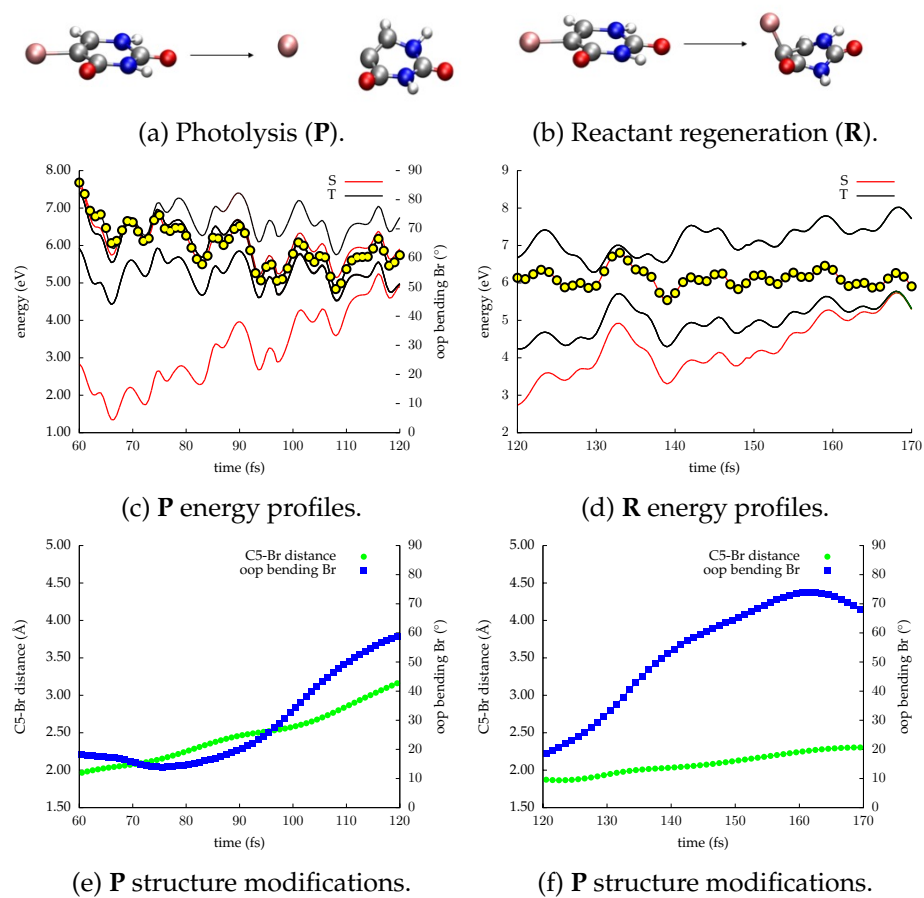 (a) Photolysis (P).
(b) Reactant regeneration (R).
8.00
7.00
6.00
5.00
4.00
3.00
2.00
1.00
energy (eV)
S
T
90
80
70
60
50
40
30
20
10
0
oop bending Br (°)
60 70 80 90 100 110 120
time (fs)
(c) P energy profiles.
9
8
7
6
5
4
3
2
energy (eV)
S
T
120 130 140 150 160 170
time (fs)
(d) R energy profiles.
5.00
4.50
4.00
3.50
3.00
2.50
2.00
1.50
C5-Br distance (Å)
C5-Br distance
oop bending Br
90
80
70
60
50
40
30
20
10
0
oop bending Br (°)
60 70 80 90 100 110 120
time (fs)
(e) P structure modifications.
5.00
4.50
4.00
3.50
3.00
2.50
2.00
1.50
C5-Br distance (Å)
C5-Br distance
oop bending Br
90
80
70
60
50
40
30
20
10
0
oop bending Br (°)
120 130 140 150 160 170
time (fs)
(f) P structure modifications.